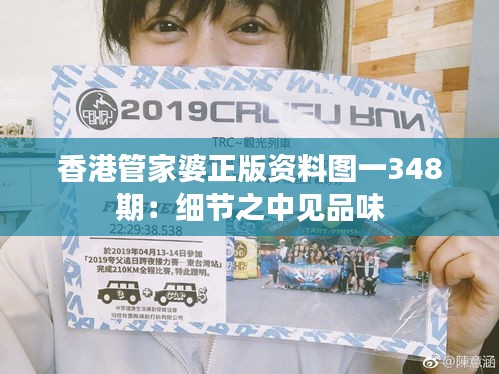 2019CRUFU RUN
TRC~觀光列車
香港管家婆正版资料图一348
期：细节之中见品味
22:29:38.538
於2019年04月13-14日參加
「2019夸父追日跨夜接力賽－東台灣站」
完成210KM全程比賽,特此證明。
START/FINISH
@陳意涵